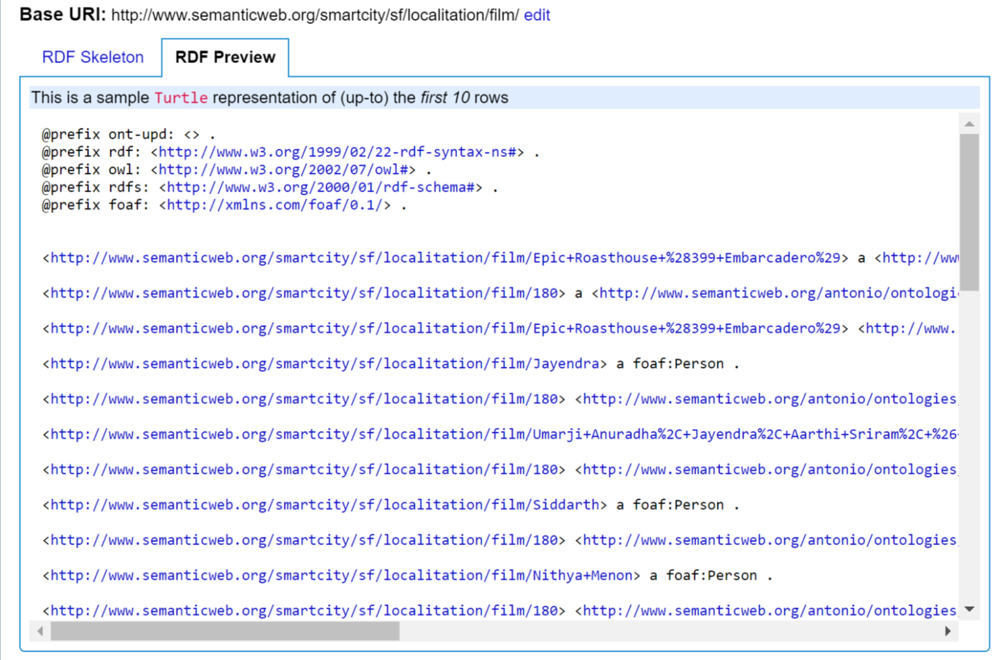 Base URI: http://www.semanticweb.org/smartcity/sf/localitation/film/ edit
RDF Skeleton RDF Preview
This is a sample Turtle representation of (up-to) the first 10 rows
@prefix ont-upd: <> .
@prefix rdf: <http://www.w3.org/1999/02/22-rdf-syntax-ns#> .
@prefix owl: <http://www.w3.org/2002/07/owl#> .
@prefix rdfs: <http://www.w3.org/2000/01/rdf-schema#> .
@prefix foaf: <http://xmlns.com/foaf/0.1/> .
<http://www.semanticweb.org/smartcity/sf/localitation/film/Epic+Roasthouse+%28399+Embarcadero%29> a <http://ww
<http://www.semanticweb.org/smartcity/sf/localitation/film/180> a <http://www.semanticweb.org/antonio/ontologi
<http://www.semanticweb.org/smartcity/sf/localitation/film/Epic+Roasthouse+%28399+Embarcadero%29> <http://www.
<http://www.semanticweb.org/smartcity/sf/localitation/film/Jayendra> a foaf:Person .
<http://www.semanticweb.org/smartcity/sf/localitation/film/180> <http://www.semanticweb.org/antonio/ontologies
<http://www.semanticweb.org/smartcity/sf/localitation/film/Umarji+Anuradha%2C+Jayendra%2C+Aarthi+Sriram%2C+%26
<http://www.semanticweb.org/smartcity/sf/localitation/film/180> <http://www.semanticweb.org/antonio/ontologies
<http://www.semanticweb.org/smartcity/sf/localitation/film/Siddarth> a foaf:Person .
<http://www.semanticweb.org/smartcity/sf/localitation/film/180> <http://www.semanticweb.org/antonio/ontologies
<http://www.semanticweb.org/smartcity/sf/localitation/film/Nithya+Menon> a foaf:Person .
<http://www.semanticweb.org/smartcity/sf/localitation/film/180> <http://www.semanticweb.org/antonio/ontologies